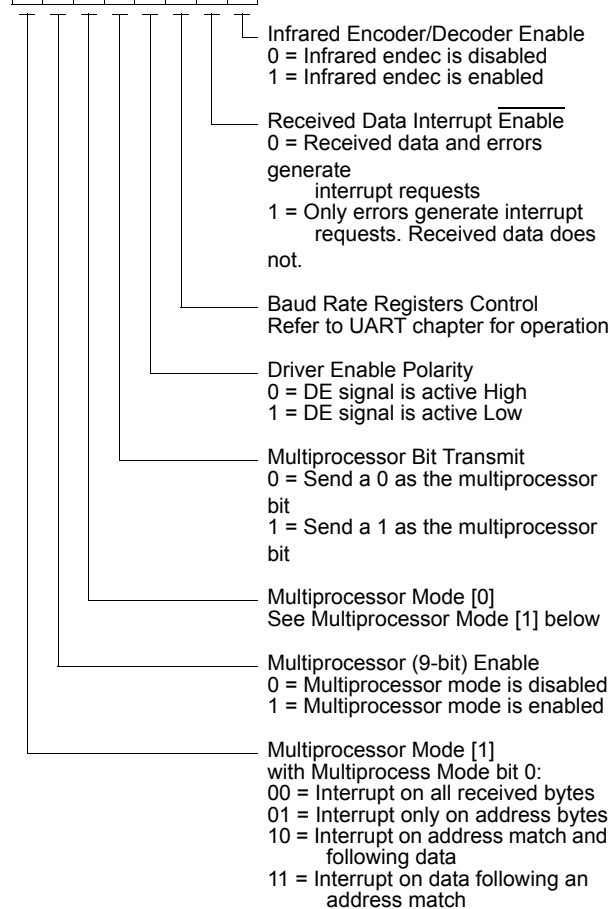 Infrared Encoder/Decoder Enable
0 = Infrared endec is disabled
1 = Infrared endec is enabled
Received Data Interrupt Enable
0 = Received data and errors
generate
interrupt requests
1 = Only errors generate interrupt
requests. Received data does
not.
Baud Rate Registers Control
Refer to UART chapter for operation
Driver Enable Polarity
0 = DE signal is active High
1 = DE signal is active Low
Multiprocessor Bit Transmit
0 = Send a 0 as the multiprocessor
bit
1 = Send a 1 as the multiprocessor
bit
Multiprocessor Mode [0]
See Multiprocessor Mode [1] below
Multiprocessor (9-bit) Enable
0 = Multiprocessor mode is disabled
1 = Multiprocessor mode is enabled
Multiprocessor Mode [1]
with Multiprocess Mode bit 0:
00 = Interrupt on all received bytes
01 = Interrupt only on address bytes
10 = Interrupt on address match and
following data
11 = Interrupt on data following an
address match